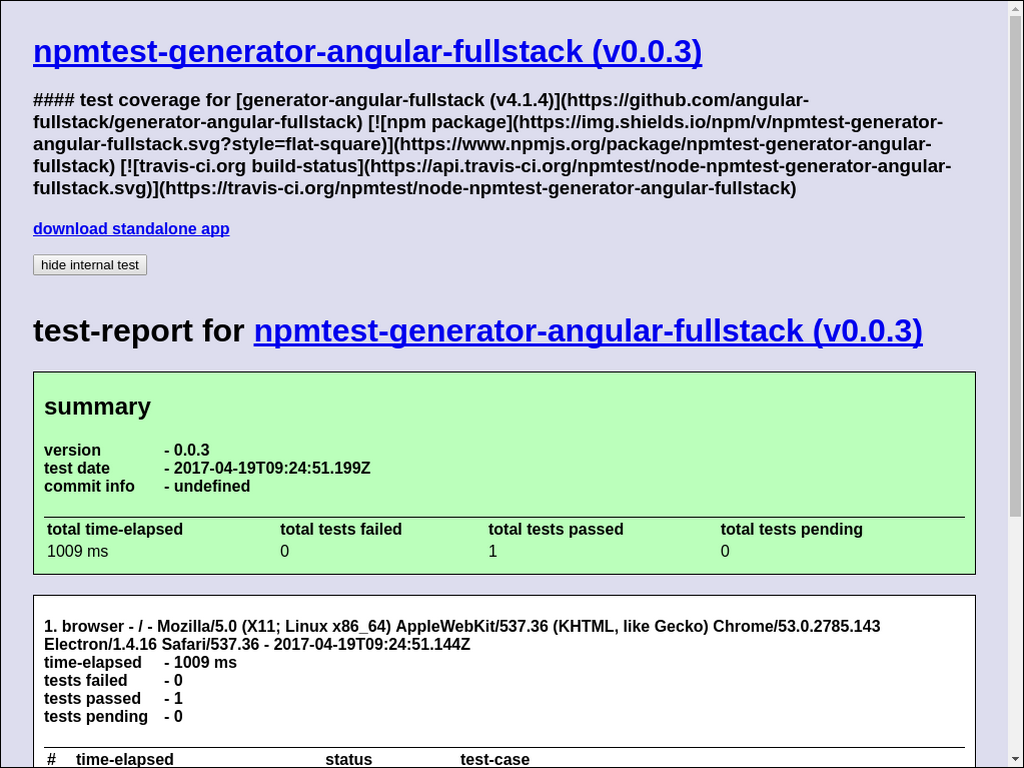 npmtest-generator-angular-fullstack (v0.0.3)
#### test coverage for [generator-angular-fullstack (v4.1.4)](https://github.com/angular-
fullstack/generator-angular-fullstack) [![npm package](https://img.shields.io/npm/v/npmtest-generator-
angular-fullstack.svg?style=flat-square)](https://www.npmjs.org/package/npmtest-generator-angular-
fullstack) [![travis-ci.org build-status](https://api.travis-ci.org/npmtest/node-npmtest-generator-angular-
fullstack.svg)](https://travis-ci.org/npmtest/node-npmtest-generator-angular-fullstack)
download standalone app
hide internal test
test-report for npmtest-generator-angular-fullstack (v0.0.3)
summary
version - 0.0.3
test date - 2017-04-19T09:24:51.199Z
commit info - undefined
total time-elapsed total tests failed total tests passed total tests pending
1009 ms 0 1 0
1. browser - / - Mozilla/5.0 (X11; Linux x86_64) AppleWebKit/537.36 (KHTML, like Gecko) Chrome/53.0.2785.143
Electron/1.4.16 Safari/537.36 - 2017-04-19T09:24:51.144Z
time-elapsed - 1009 ms
tests failed - 0
tests passed - 1
tests pending - 0
# time-elapsed status test-case